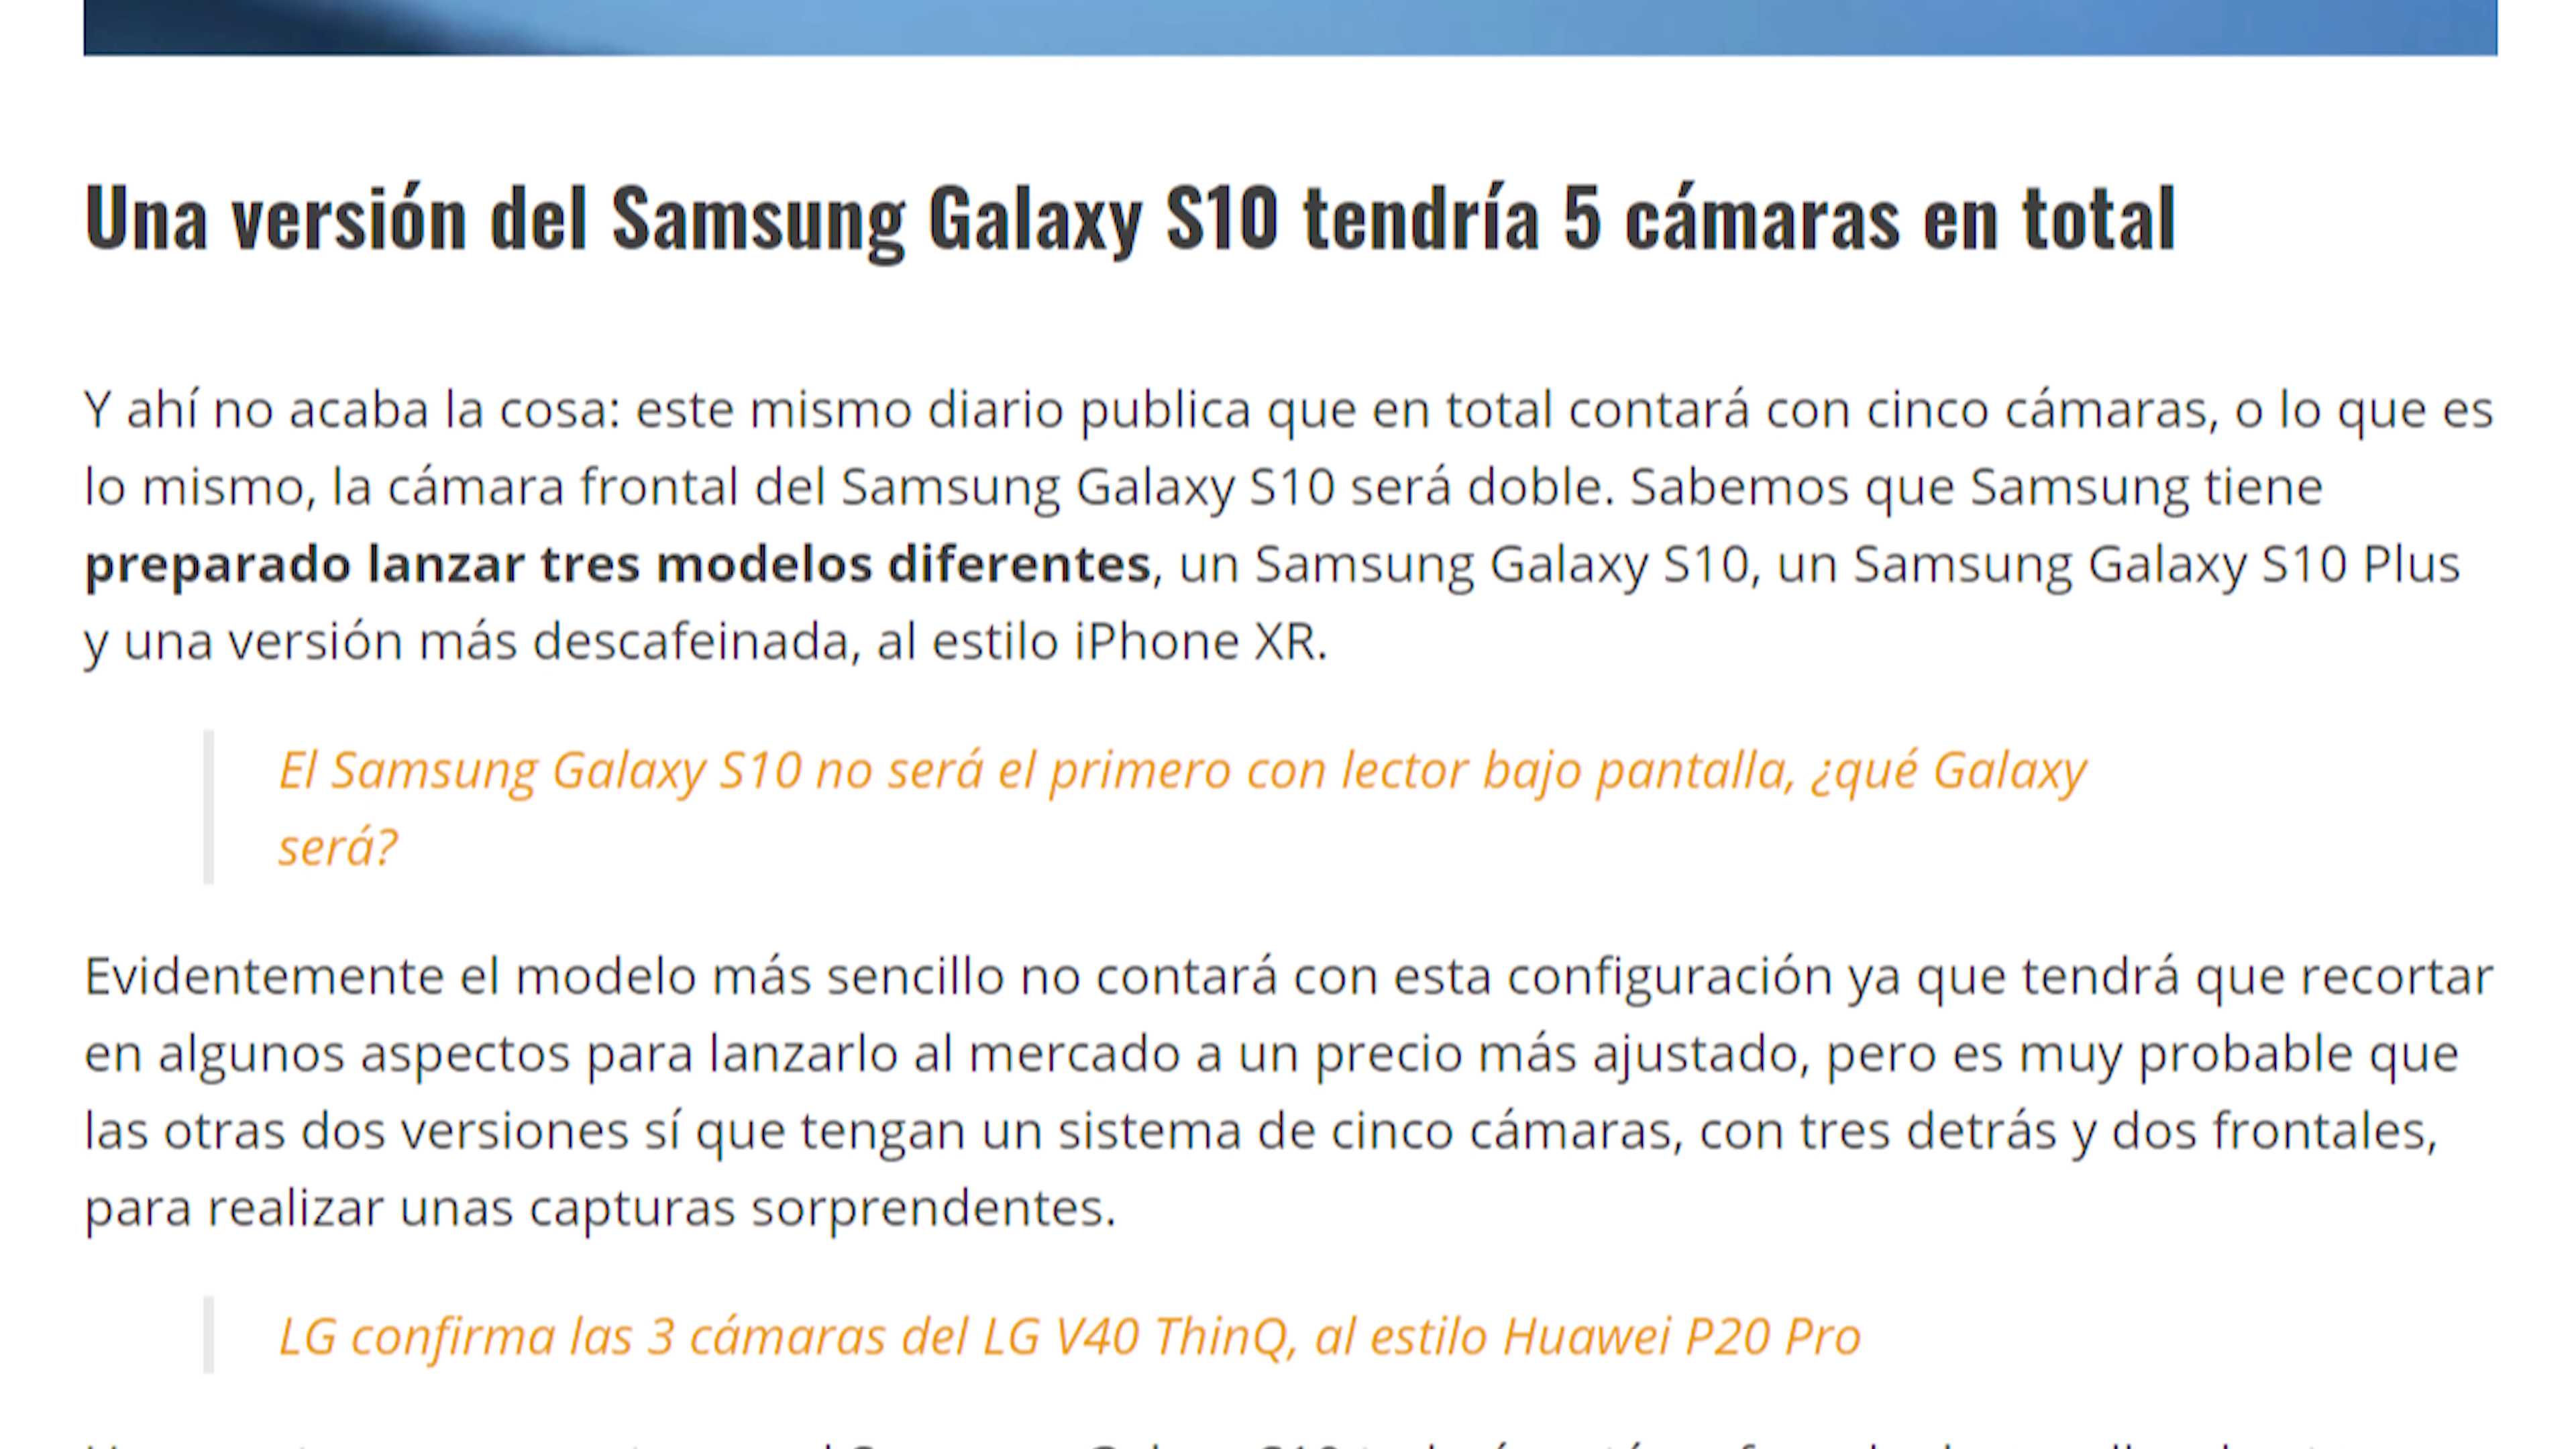 Una versión del Samsung Galaxy S10 tendría 5 cámaras en total
Y ahí no acaba la cosa: este mismo diario publica que en total contará con cinco cámaras, o lo que es
lo mismo, la cámara frontal del Samsung Galaxy S10 será doble. Sabemos que Samsung tiene
preparado lanzar tres modelos diferentes, un Samsung Galaxy S10, un Samsung Galaxy S10 Plus
y una versión más descafeinada, al estilo iPhone XR.
El Samsung Galaxy S10 no será el primero con lector bajo pantalla, ¿qué Galaxy
será?
Evidentemente el modelo más sencillo no contará con esta configuración ya que tendrá que recortar
en algunos aspectos para lanzarlo al mercado a un precio más ajustado, pero es muy probable que
las otras dos versiones sí que tengan un sistema de cinco cámaras, con tres detrás y dos frontales,
para realizar unas capturas sorprendentes.
LG confirma las 3 cámaras del LG V40 ThinQ, al estilo Huawei P20 Pro